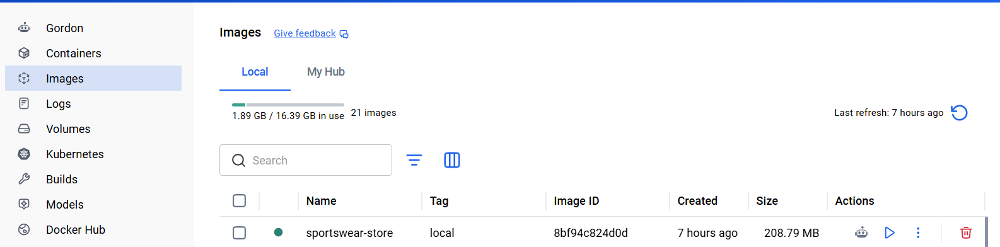 Gordon
Containers
Images
Logs
Volumes
Kubernetes
Builds
Models
Docker Hub
Images Give feedback
Local My Hub
1.89 GB / 16.39 GB in use 21 images Last refresh: 7 hours ago
Search
Name Tag Image ID Created Size Actions
sportswear-store local 8bf94c824d0d 7 hours ago 208.79 MB